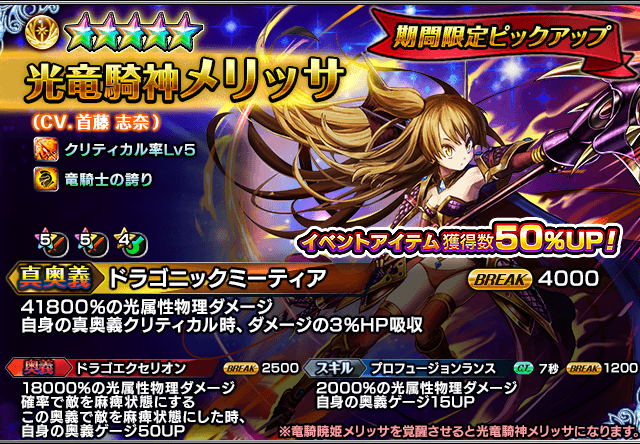 期間限定ピックアップ
光竜騎神メリッサ
(CV.首藤 志奈)
クリティカル率Lv5
竜騎士の誇り
5 5 4
イベントアイテム獲得数50%UP!
真奥義 ドラゴニックミーティア BREAK 4000
41800%の光属性物理ダメージ
自身の真奥義クリティカル時、ダメージの3%HP吸収
奥義 ドラゴエクセリオン BREAK 2500
18000%の光属性物理ダメージ
確率で敵を麻痺状態にする
この奥義で敵を麻痺状態にした時、
自身の奥義ゲージ50UP
スキル プロフュージョンランス CT 7秒 BREAK 1200
2000%の光属性物理ダメージ
自身の奥義ゲージ15UP
※竜騎暁姫メリッサを覚醒させると光竜騎神メリッサになります。